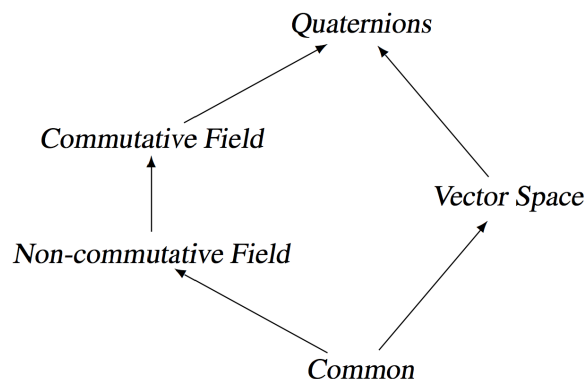 Quaternions
Commutative Field
Vector Space
Non-commutative Field
Common